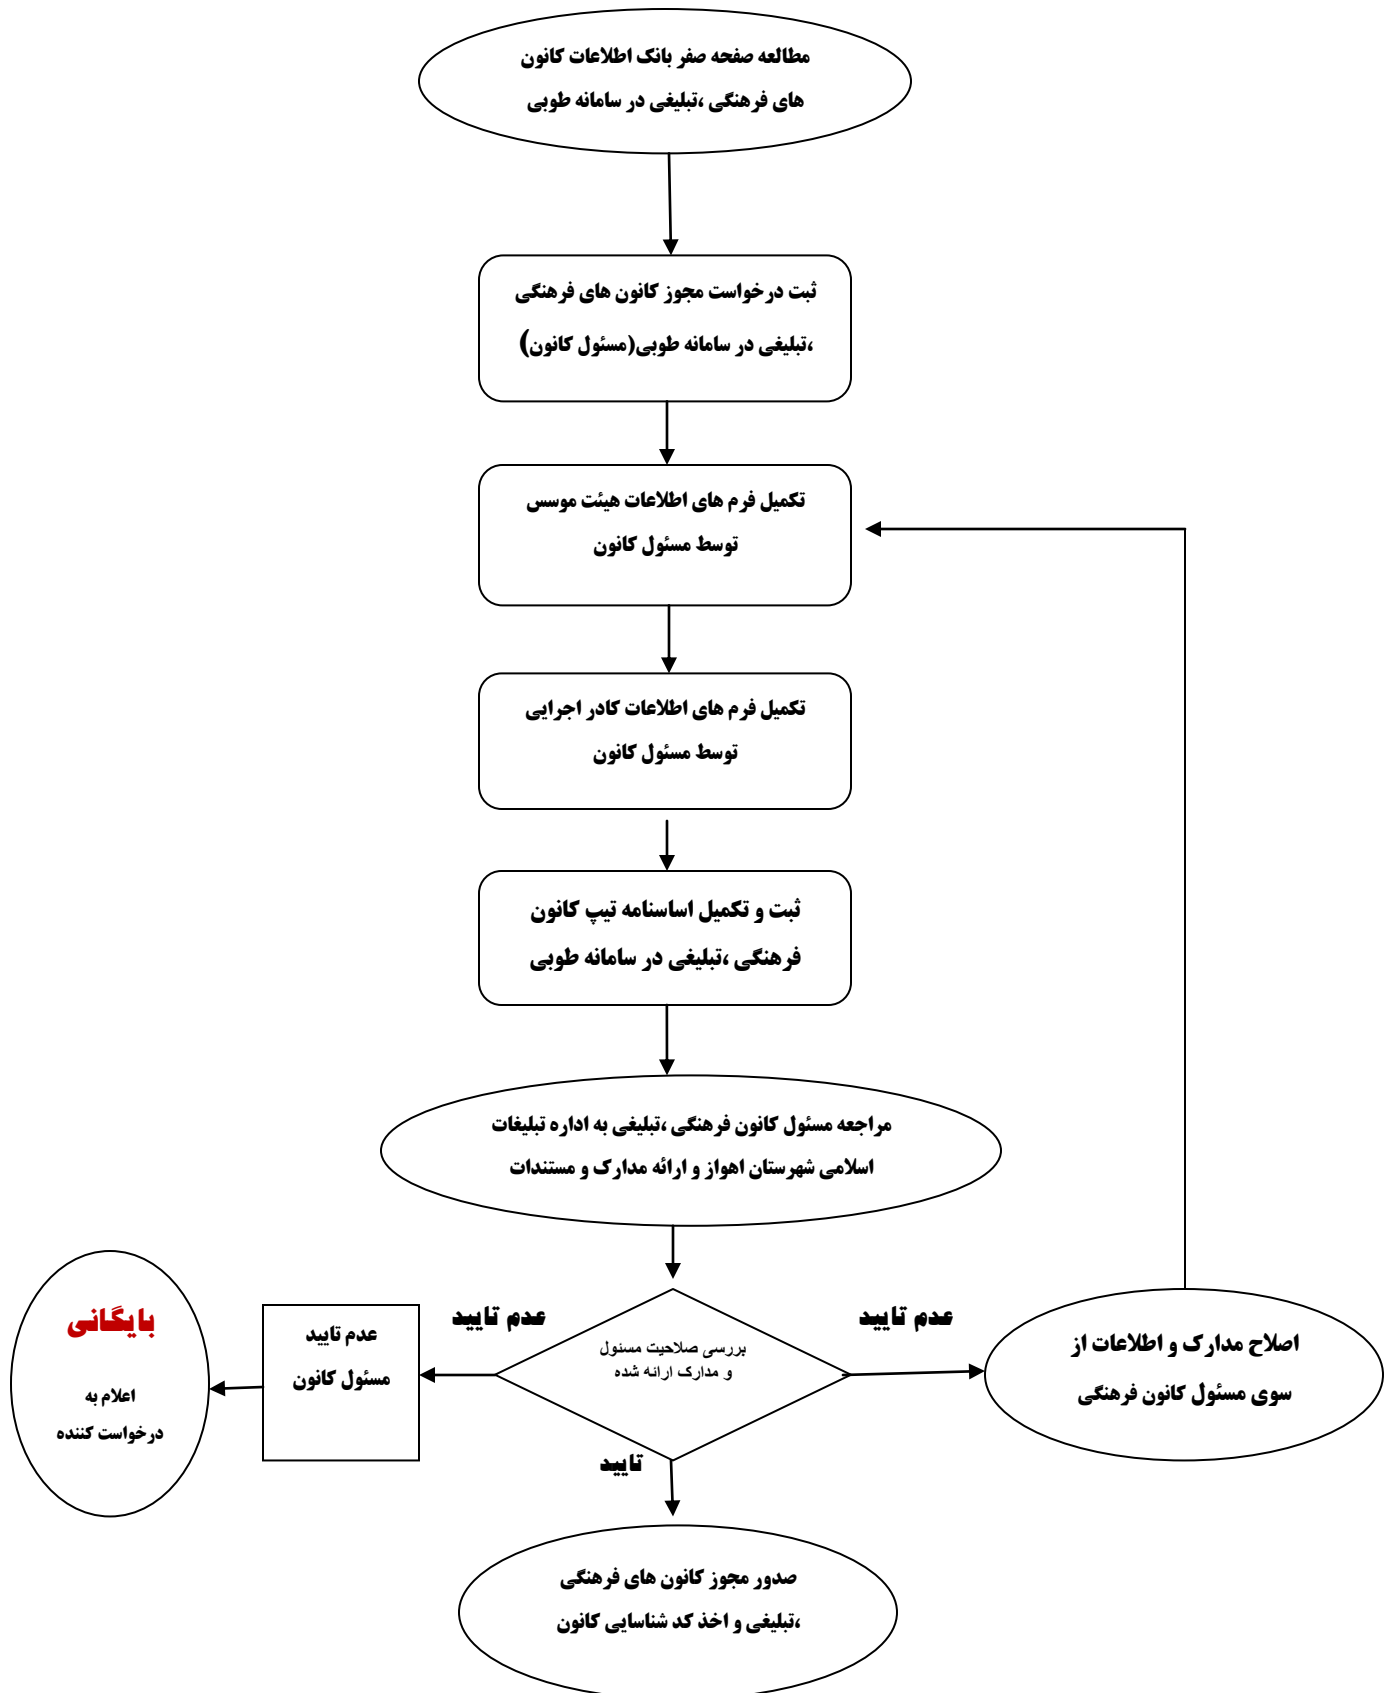 مطالعه صفحه صفر بانک اطلاعات کانون
های فرهنگی ،تبلیغی در سامانه طوبی
ثبت درخواست مجوز کانون های فرهنگی
،تبلیغی در سامانه طوبی(مسئول کانون)
تکمیل فرم های اطلاعات هیئت موسس
توسط مسئول کانون
تکمیل فرم های اطلاعات کادر اجرایی
توسط مسئول کانون
ثبت و تکمیل اساسنامه تیپ کانون
فرهنگی ،تبلیغی در سامانه طوبی
مراجعه مسئول کانون فرهنگی ،تبلیغی به اداره تبلیغات
اسلامی شهرستان اهواز و ارائه مدارک و مستندات
بررسی صلاحیت مسئول
و مدارک ارائه شده
عدم تایید
اصلاح مدارک و اطلاعات از
سوی مسئول کانون فرهنگی
عدم تایید
عدم تایید
مسئول کانون
بایگانی
اعلام به
درخواست کننده
تایید
صدور مجوز کانون های فرهنگی
،تبلیغی و اخذ کد شناسایی کانون